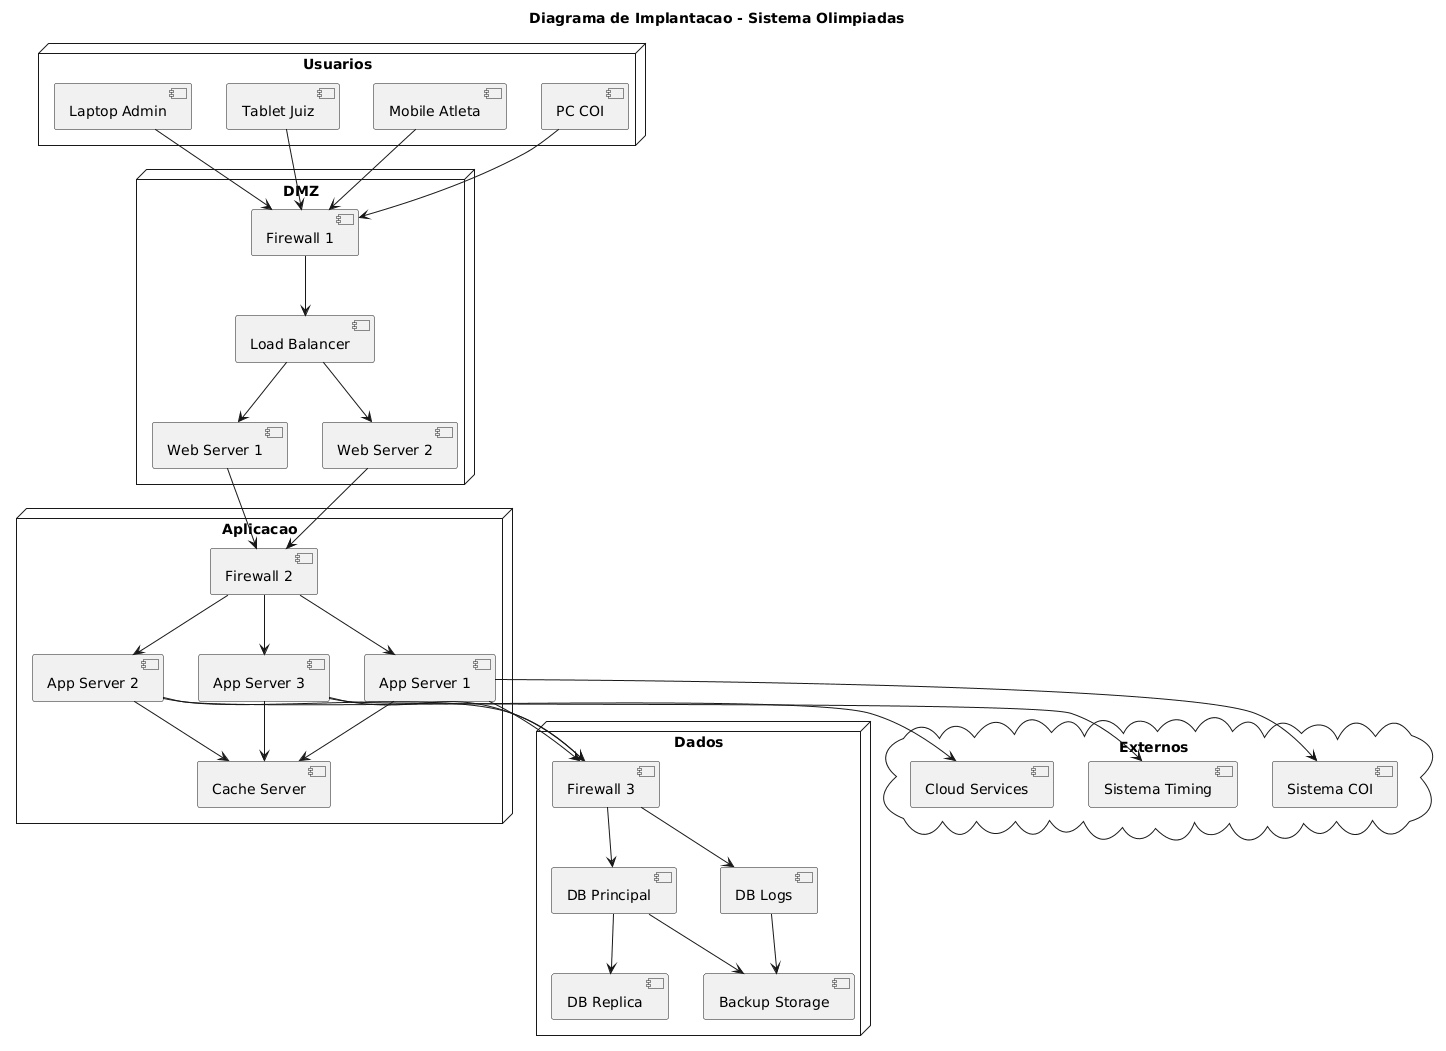 Diagrama de Implantacao - Sistema Olimpiadas
Usuarios
Laptop Admin
Tablet Juiz
Mobile Atleta
PC COI
DMZ
Firewall 1
Load Balancer
Web Server 1
Web Server 2
Aplicacao
Firewall 2
App Server 2
App Server 3
App Server 1
Cache Server
Dados
Firewall 3
DB Principal
DB Logs
DB Replica
Backup Storage
Externos
Cloud Services
Sistema Timing
Sistema COI